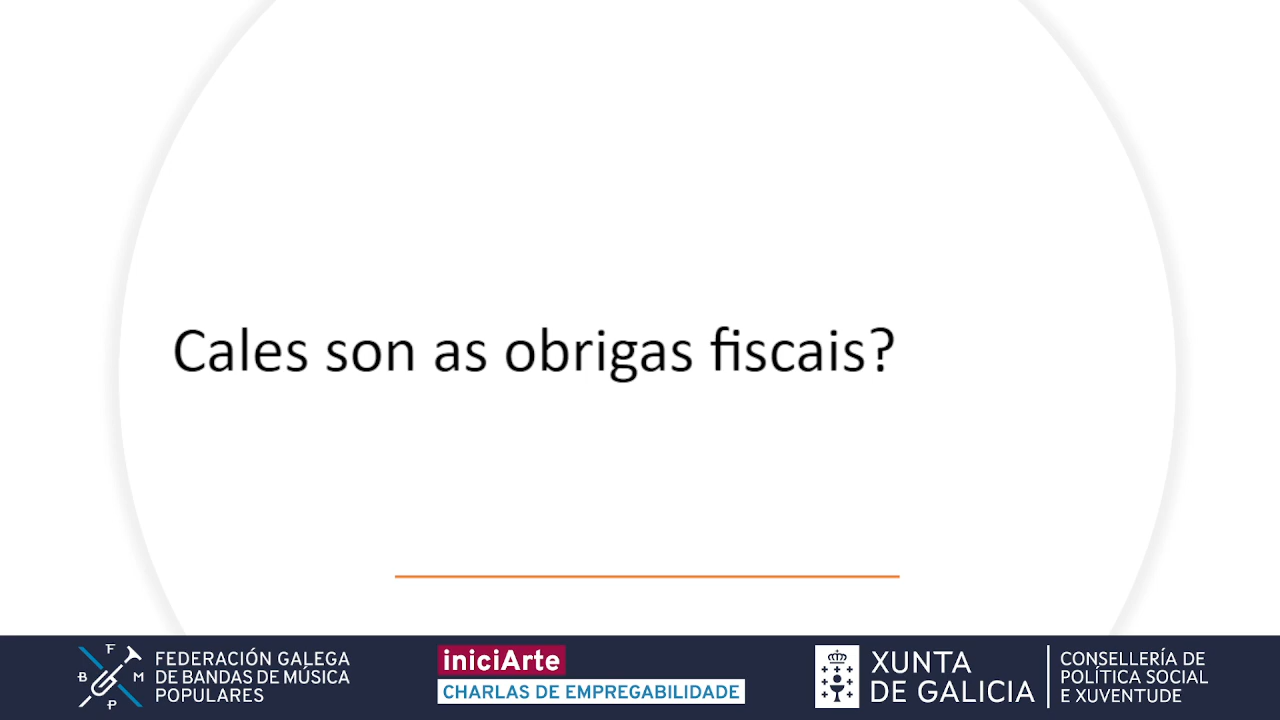 Cales son as obrigas fiscais?
F
B M
P
FEDERACIÓN GALEGA
DE BANDAS DE MÚSICA
POPULARES
iniciArte
CHARLAS DE EMPREGABILIDADE
XUNTA
DE GALICIA
CONSELLERÍA DE
POLÍTICA SOCIAL
E XUVENTUDE